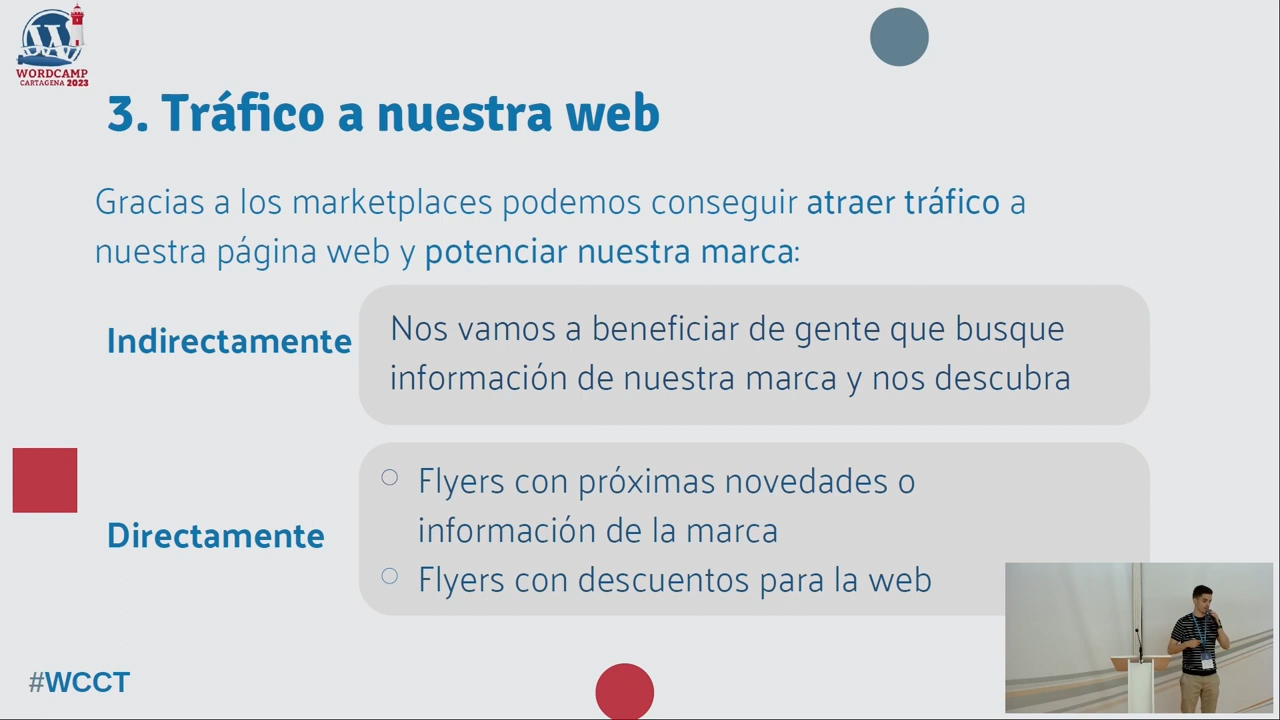 WORDCAMP
CARTAGENA 2023
3. Tráfico a nuestra web
Gracias a los marketplaces podemos conseguir atraer tráfico a
nuestra página web y potenciar nuestra marca:
Indirectamente
Nos vamos a beneficiar de gente que busque
información de nuestra marca y nos descubra
Directamente
Flyers con próximas novedades o
información de la marca
Flyers con descuentos para la web
#WCCT